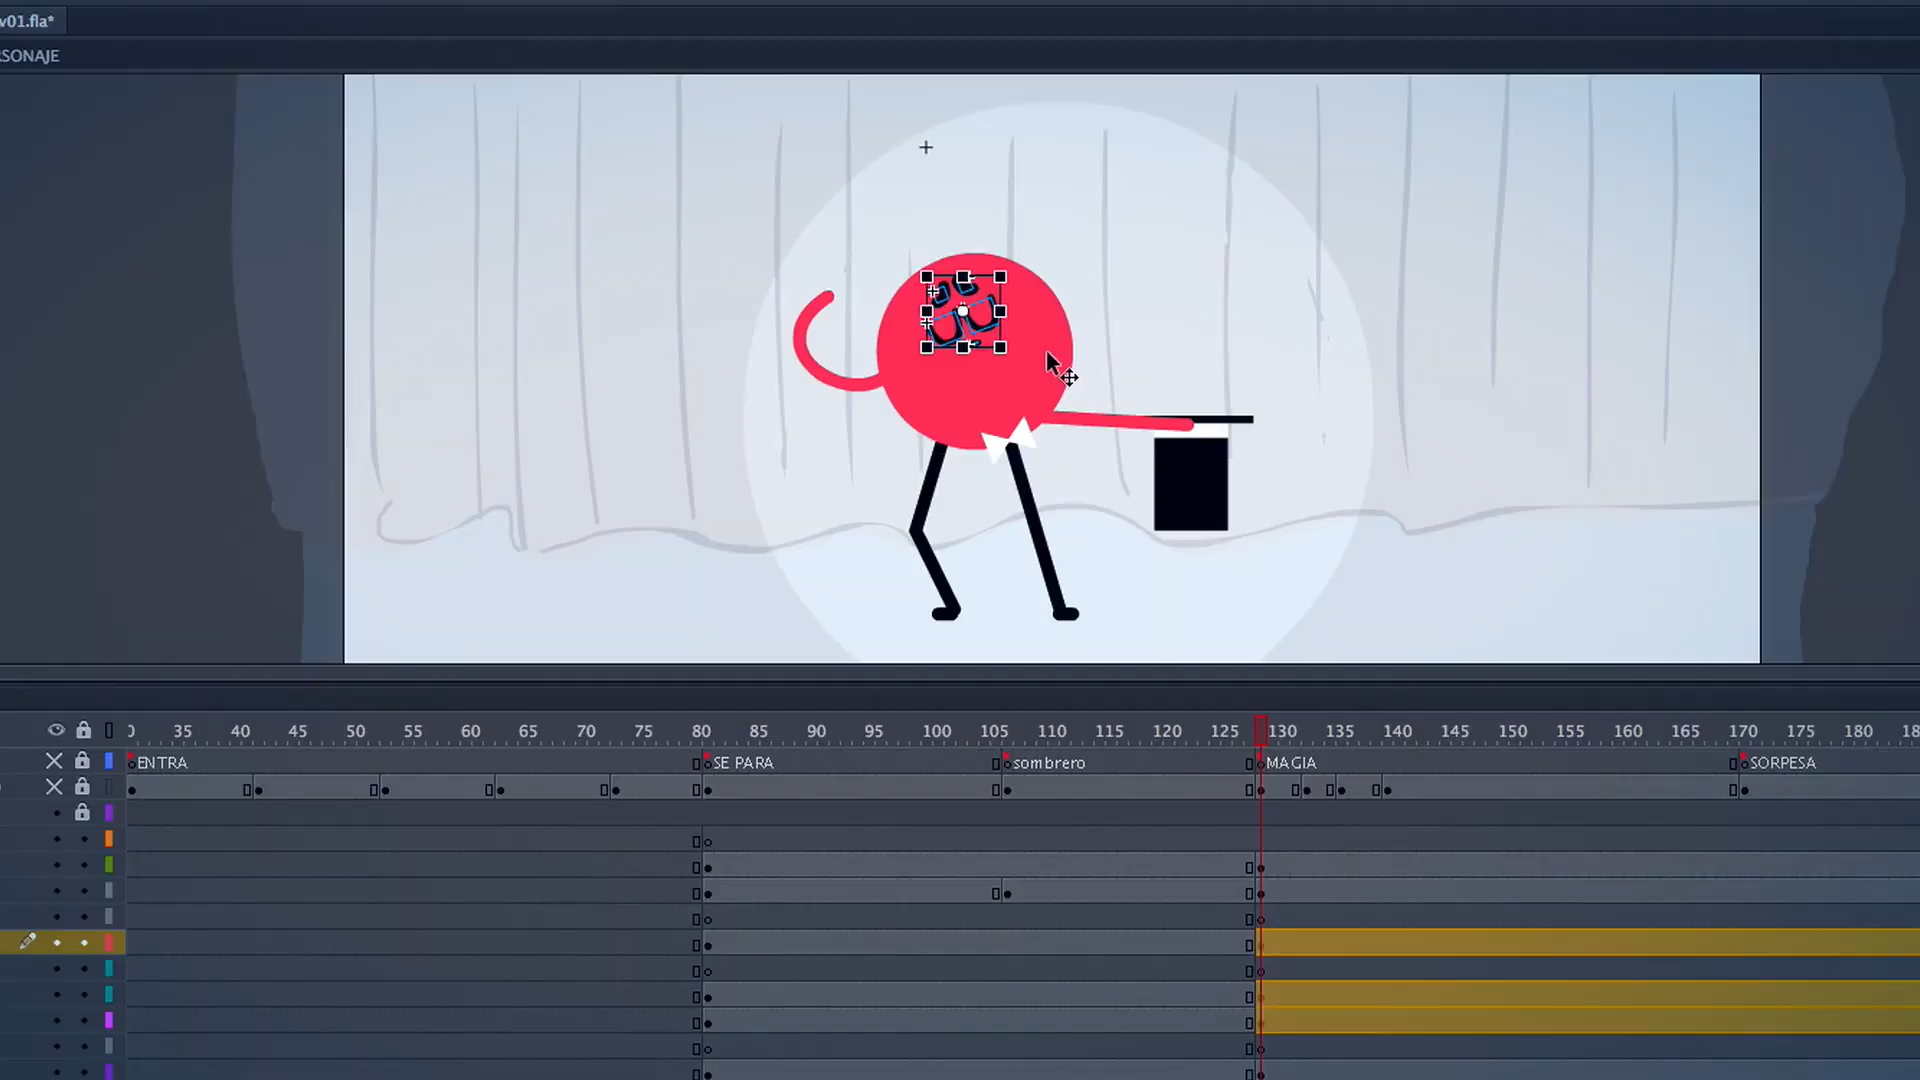 v01.fla*
RSONAJE
35 40 45 50 55 60 65 70 75 80 85 90 95 100 105 110 115 120 125 130 135 140 145 150 155 160 165 170 175 180 18
ENTRA SE PARA sombrero MAGIA SORPESA